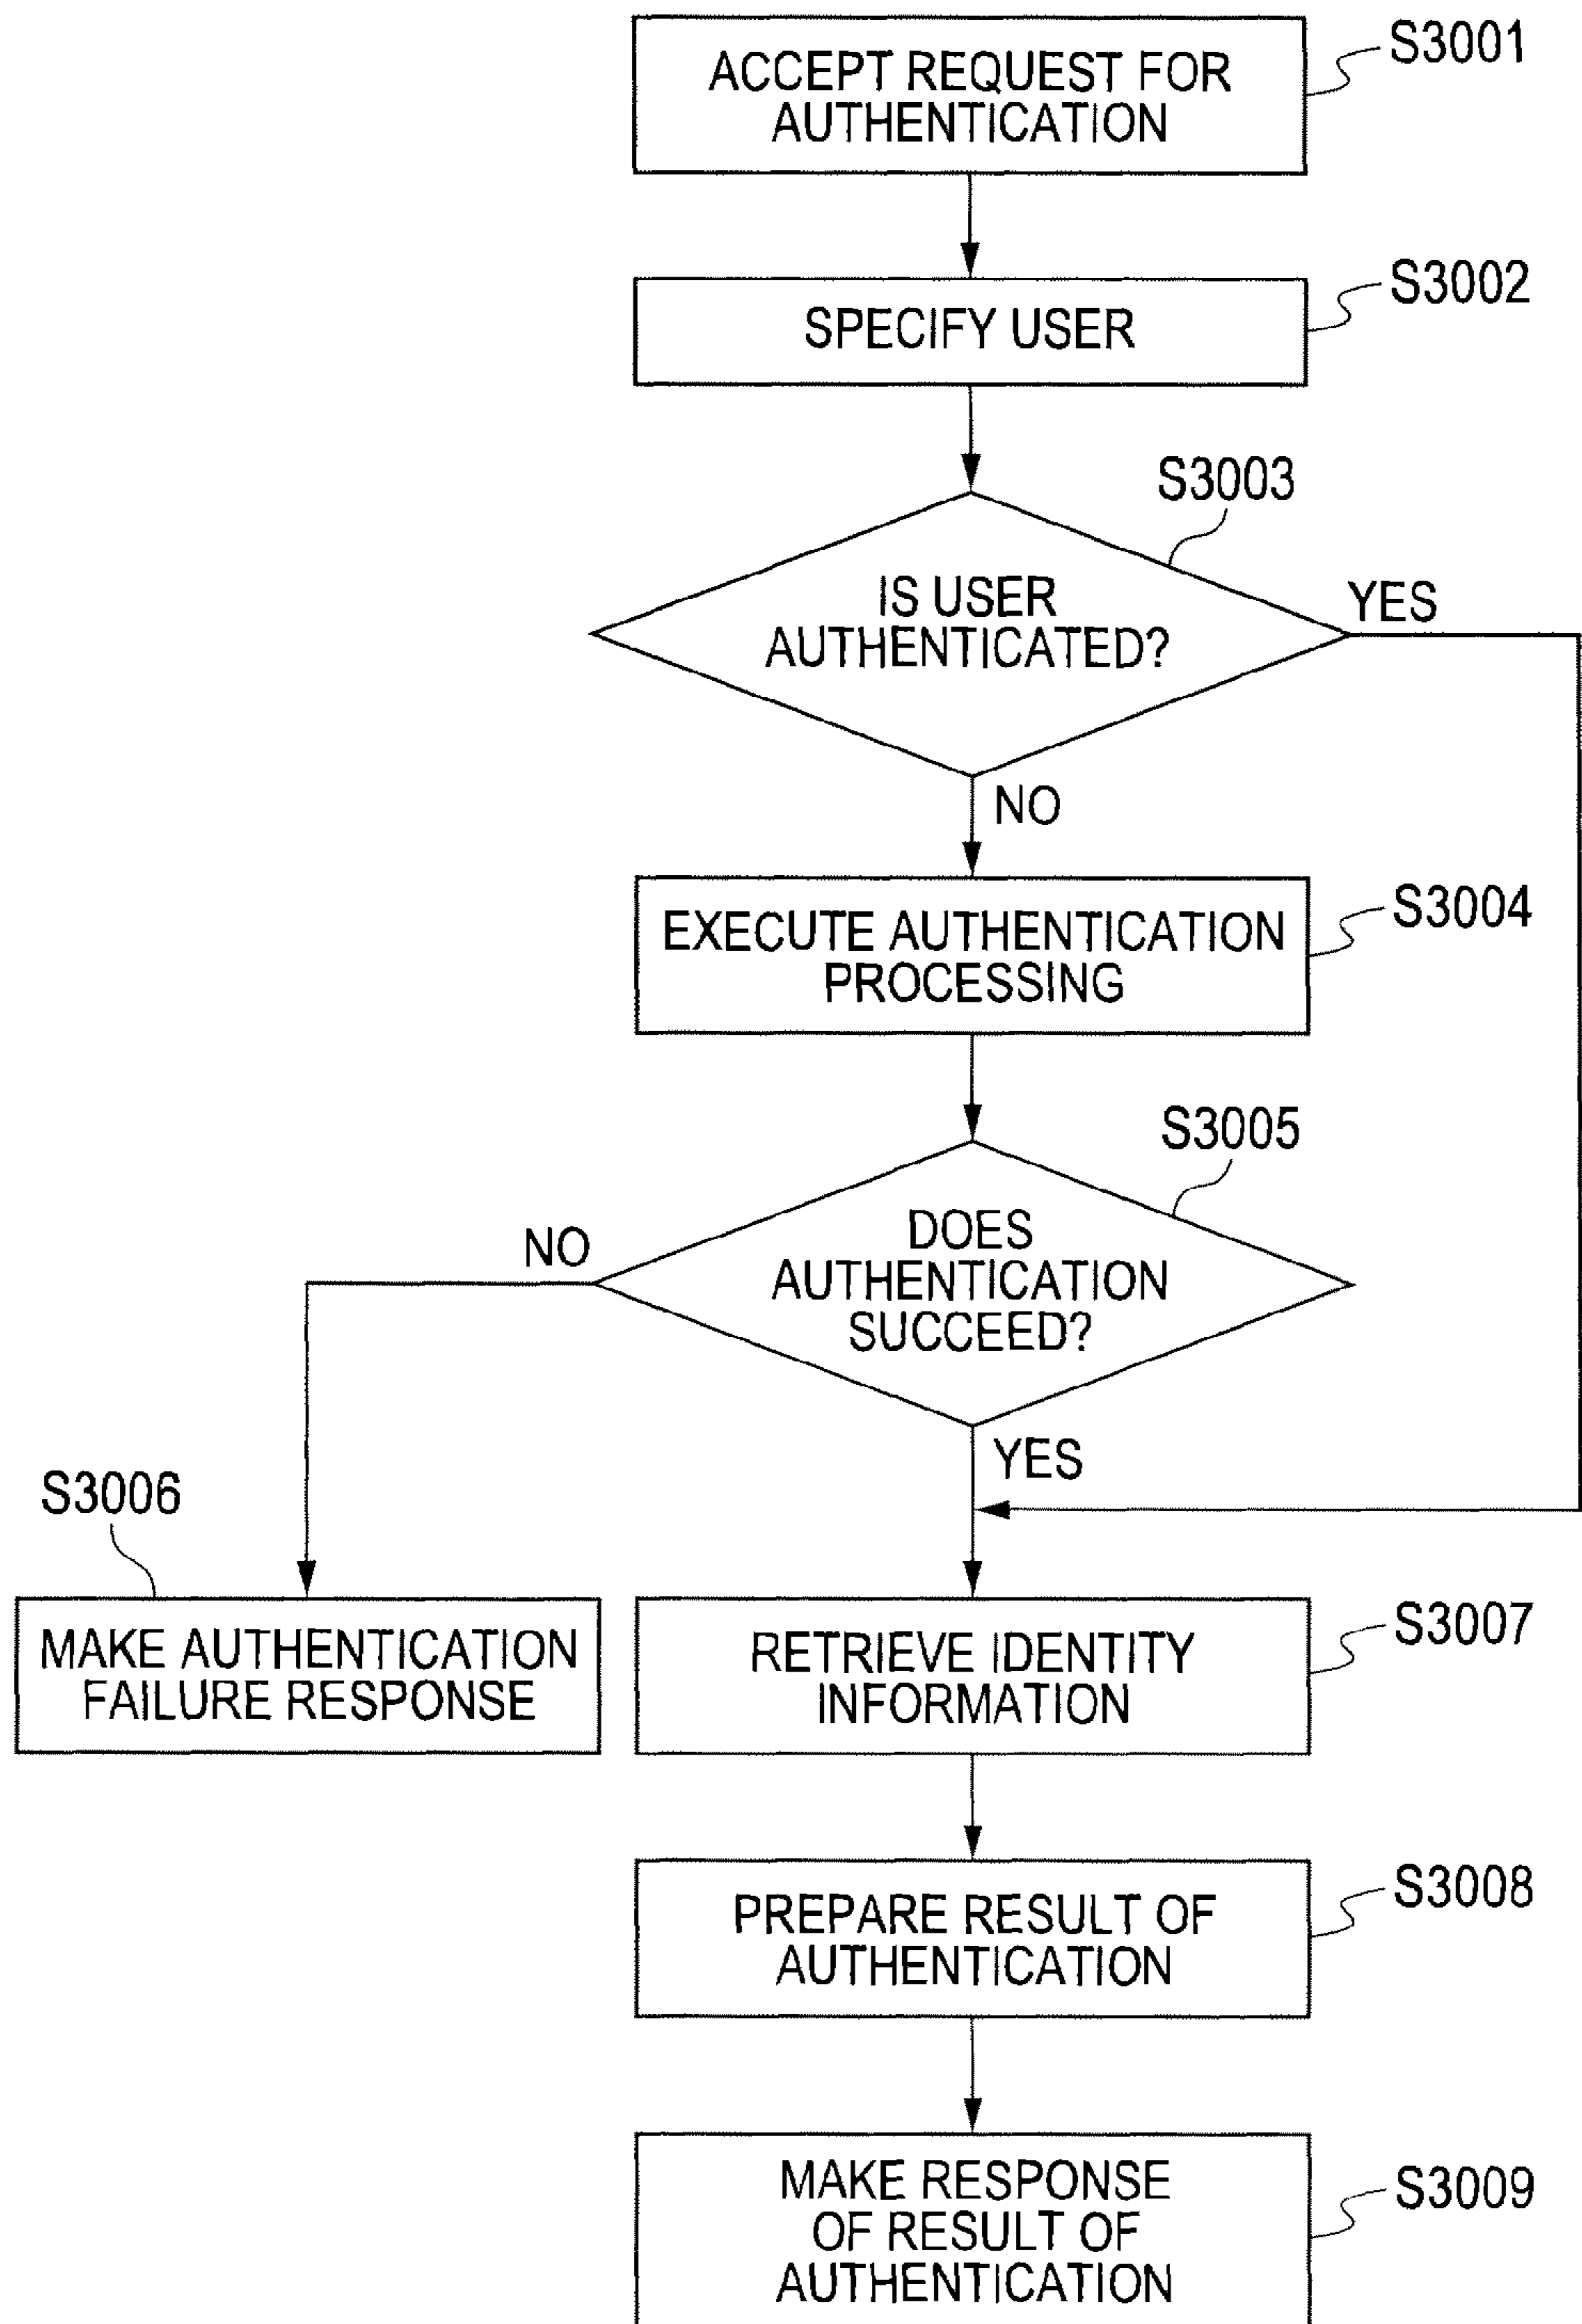 ACCEPT REQUEST FOR
AUTHENTICATION
S3001
SPECIFY USER
S3002
S3003
IS USER
AUTHENTICATED?
YES
NO
EXECUTE AUTHENTICATION
PROCESSING
S3004
S3005
DOES
AUTHENTICATION
SUCCEED?
NO
YES
S3006
MAKE AUTHENTICATION
FAILURE RESPONSE
RETRIEVE IDENTITY
INFORMATION
S3007
PREPARE RESULT OF
AUTHENTICATION
S3008
MAKE RESPONSE
OF RESULT OF
AUTHENTICATION
S3009